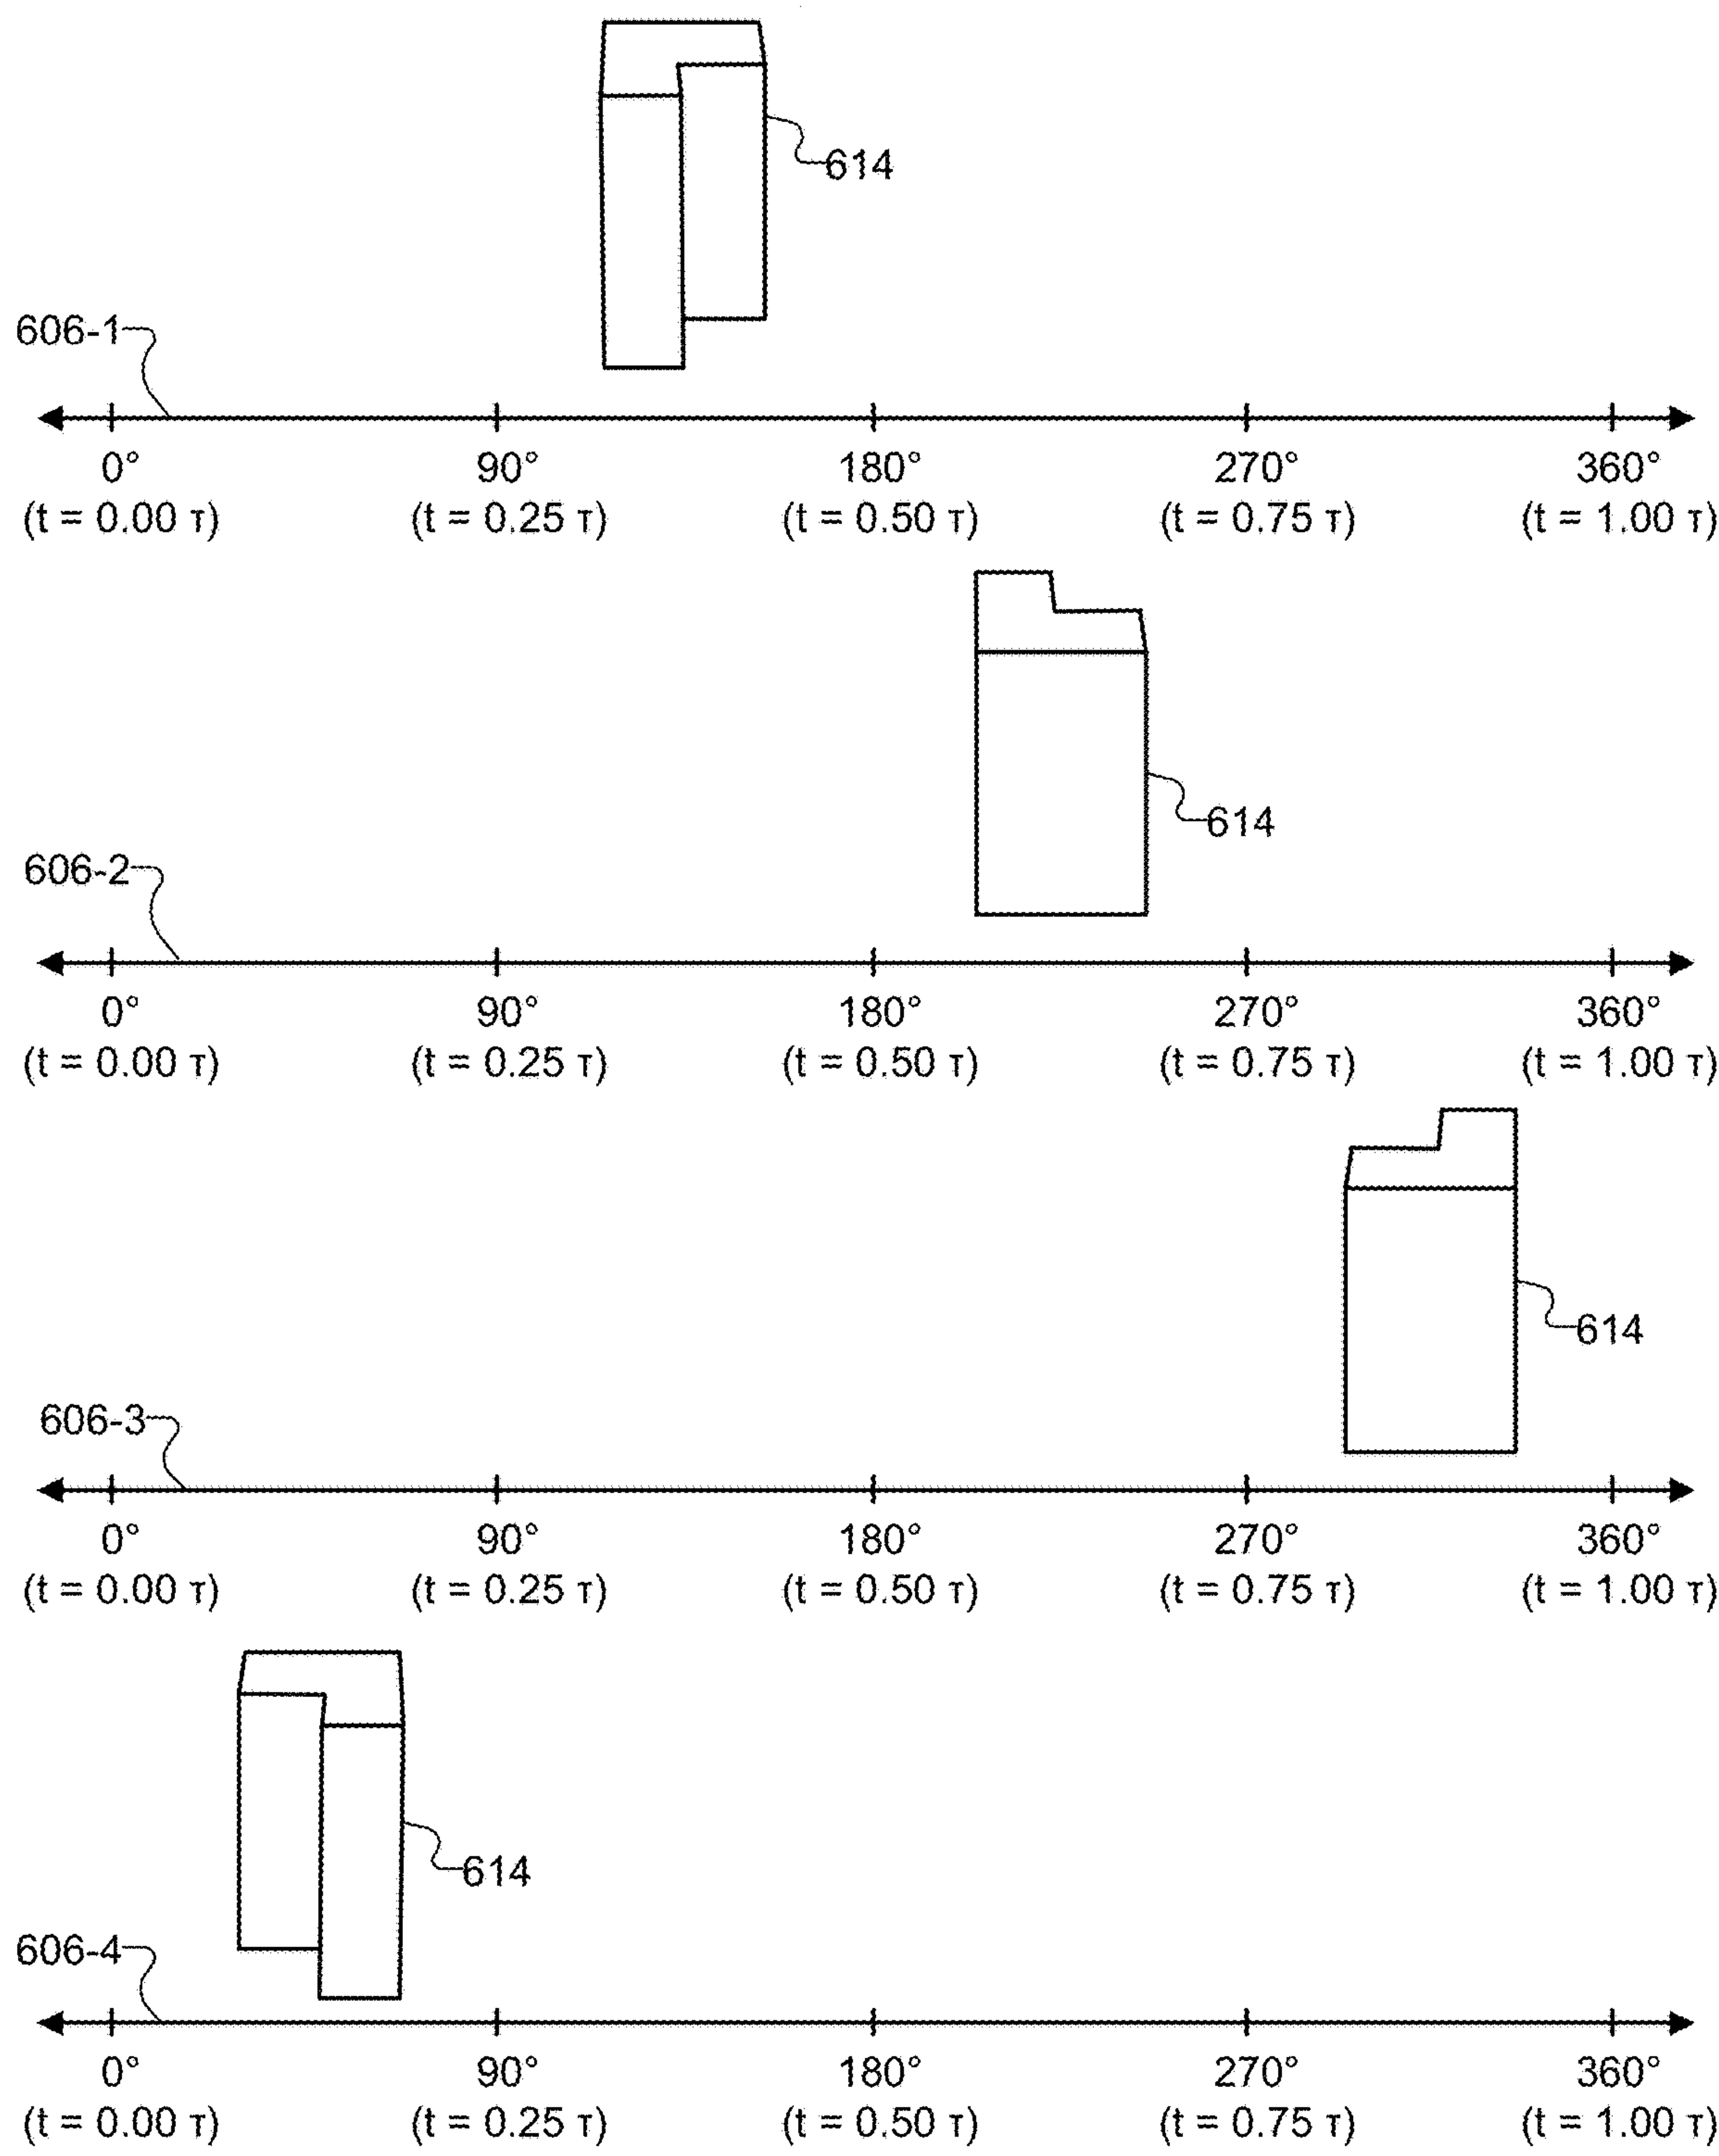 614
606-1
0° 90° 180° 270° 360°
(t = 0.00 τ) (t = 0.25 τ) (t = 0.50 τ) (t = 0.75 τ) (t = 1.00 τ)
614
606-2
0° 90° 180° 270° 360°
(t = 0.00 τ) (t = 0.25 τ) (t = 0.50 τ) (t = 0.75 τ) (t = 1.00 τ)
614
606-3
0° 90° 180° 270° 360°
(t = 0.00 τ) (t = 0.25 τ) (t = 0.50 τ) (t = 0.75 τ) (t = 1.00 τ)
614
606-4
0° 90° 180° 270° 360°
(t = 0.00 τ) (t = 0.25 τ) (t = 0.50 τ) (t = 0.75 τ) (t = 1.00 τ)